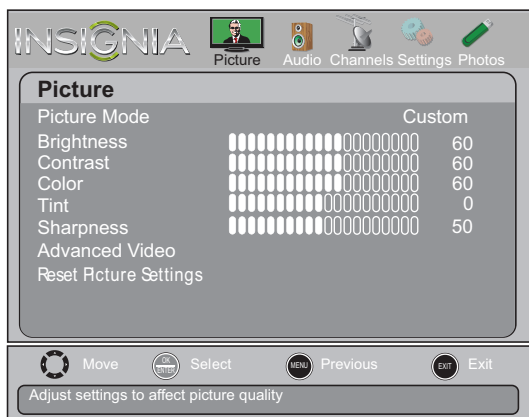 INSIGNIA
Picture Audio Channels Settings Photos
Picture
Picture Mode Custom
Brightness 60
Contrast 60
Color 60
Tint 0
Sharpness 50
Advanced Video
Reset Picture Settings
Move OK ENTER Select MENU Previous EXIT Exit
Adjust settings to affect picture quality